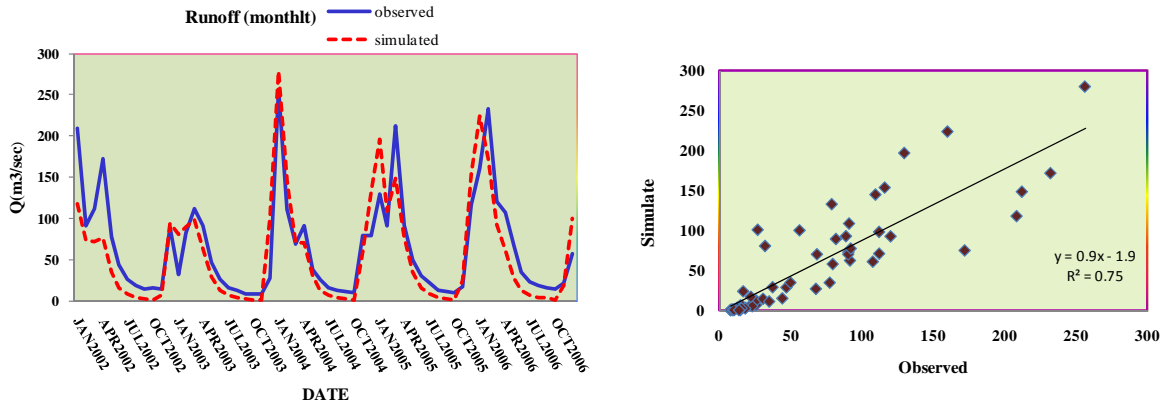 Runoff (monthlt)
observed
simulated
300
250
200
150
100
50
0
Q(m3/sec)
JAN2002
APR2002
JUL2002
OCT2002
JAN2003
APR2003
JUL2003
OCT2003
JAN2004
APR2004
JUL2004
OCT2004
JAN2005
APR2005
JUL2005
OCT2005
JAN2006
APR2006
JUL2006
OCT2006
DATE
300
250
200
150
100
50
0
Simulate
y = 0.9x - 1.9
R² = 0.75
0 50 100 150 200 250 300
Observed